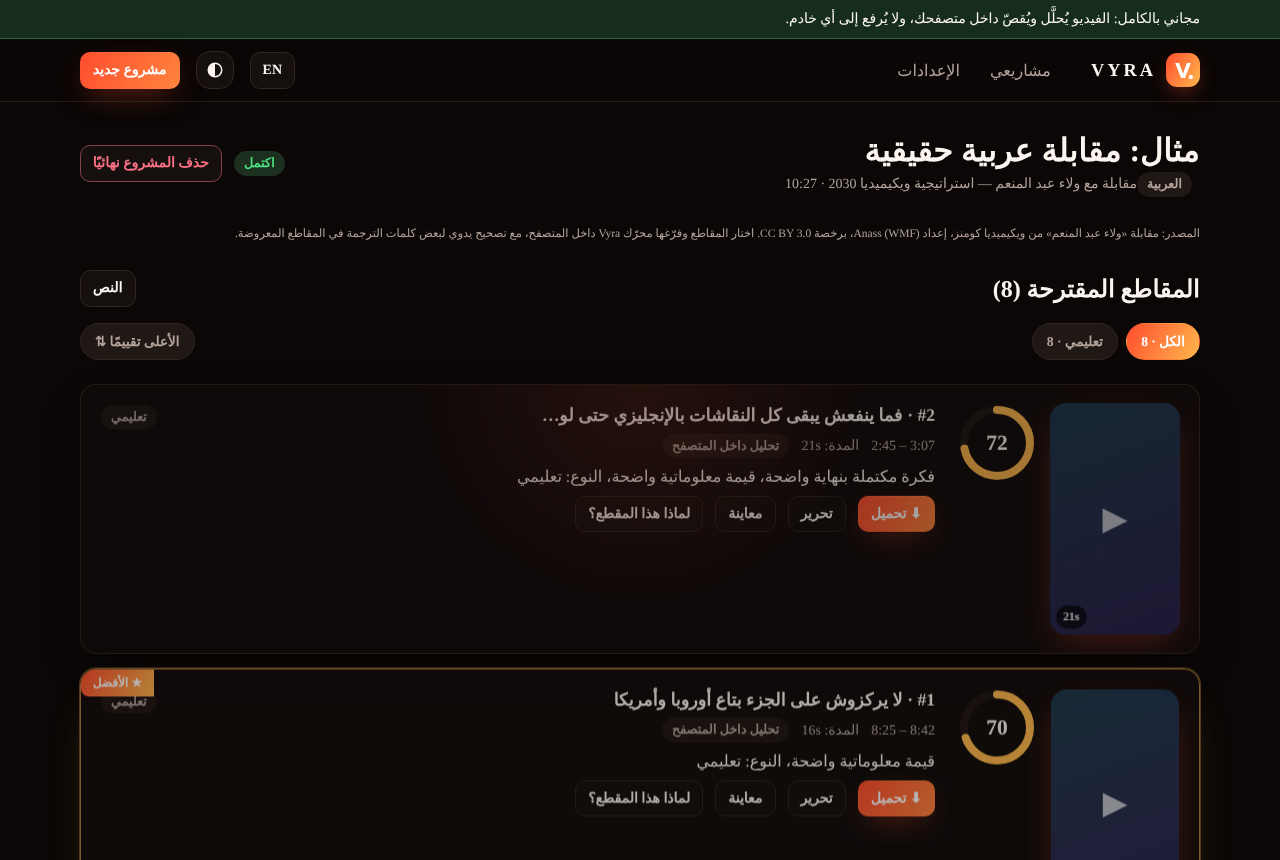 مجاني بالكامل: الفيديو يُحلَّل ويُقصّ داخل متصفحك، ولا يُرفع إلى أي خادم.
V. VYRA مشاريعي الإعدادات EN مشروع جديد
مثال: مقابلة عربية حقيقية
اكتمل حذف المشروع نهائيًا
العربية مقابلة مع ولاء عبد المنعم — استراتيجية ويكيميديا 2030 · 10:27
المصدر: مقابلة «ولاء عبد المنعم» من ويكيميديا كومنز، إعداد Anass (WMF)، برخصة CC BY 3.0. اختار المقاطع وفرّغها محرّك Vyra داخل المتصفح، مع تصحيح يدوي لبعض كلمات الترجمة في المقاطع المعروضة.
المقاطع المقترحة (8) النص
الكل · 8 تعليمي · 8 الأعلى تقييمًا ⇅
#2 · فما ينفعش يبقى كل النقاشات بالإنجليزي حتى لو… تعليمي
72
2:45 – 3:07 المدة: 21s تحليل داخل المتصفح
فكرة مكتملة بنهاية واضحة، قيمة معلوماتية واضحة، النوع: تعليمي
⬇ تحميل تحرير معاينة لماذا هذا المقطع؟
21s
★ الأفضل
#1 · لا يركزوش على الجزء بتاع أوروبا وأمريكا تعليمي
70
8:25 – 8:42 المدة: 16s تحليل داخل المتصفح
قيمة معلوماتية واضحة، النوع: تعليمي
⬇ تحميل تحرير معاينة لماذا هذا المقطع؟